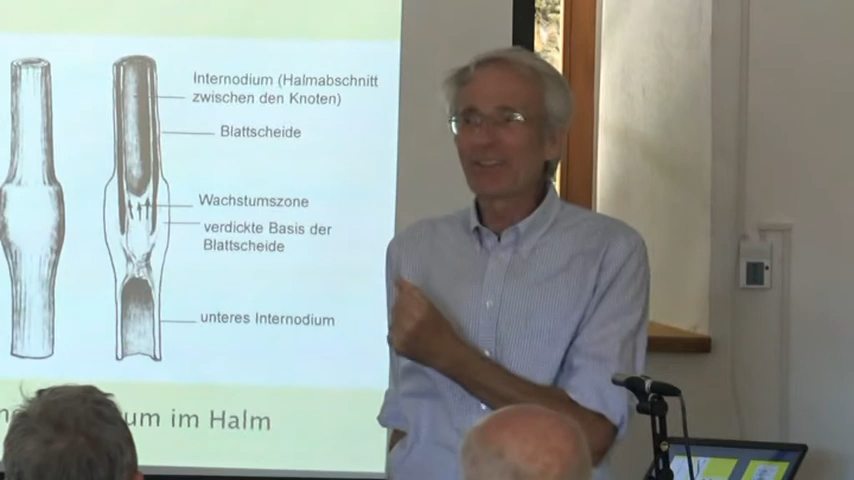 Internodium (Halmabschnitt
zwischen den Knoten)
Blattscheide
Wachstumszone
verdickte Basis der
Blattscheide
unteres Internodium
um im Halm